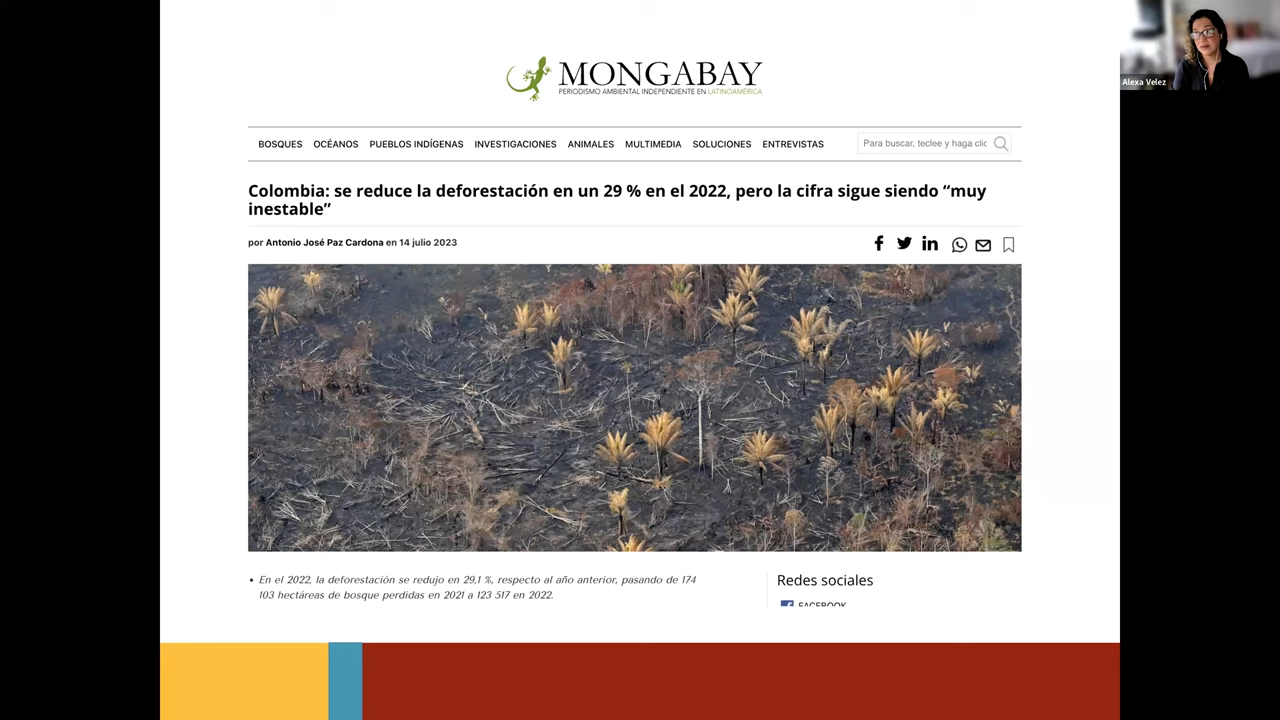 Alexa Velez
MONGABAY
PERIODISMO AMBIENTAL INDEPENDIENTE EN LATINOAMÉRICA
BOSQUES OCÉANOS PUEBLOS INDÍGENAS INVESTIGACIONES ANIMALES MULTIMEDIA SOLUCIONES ENTREVISTAS
Para buscar, teclee y haga clic
Colombia: se reduce la deforestación en un 29 % en el 2022, pero la cifra sigue siendo “muy
inestable”
por Antonio José Paz Cardona en 14 julio 2023
• En el 2022, la deforestación se redujo en 29,1 %, respecto al año anterior, pasando de 174
103 hectáreas de bosque perdidas en 2021 a 123 517 en 2022.
Redes sociales
FACEBOOK